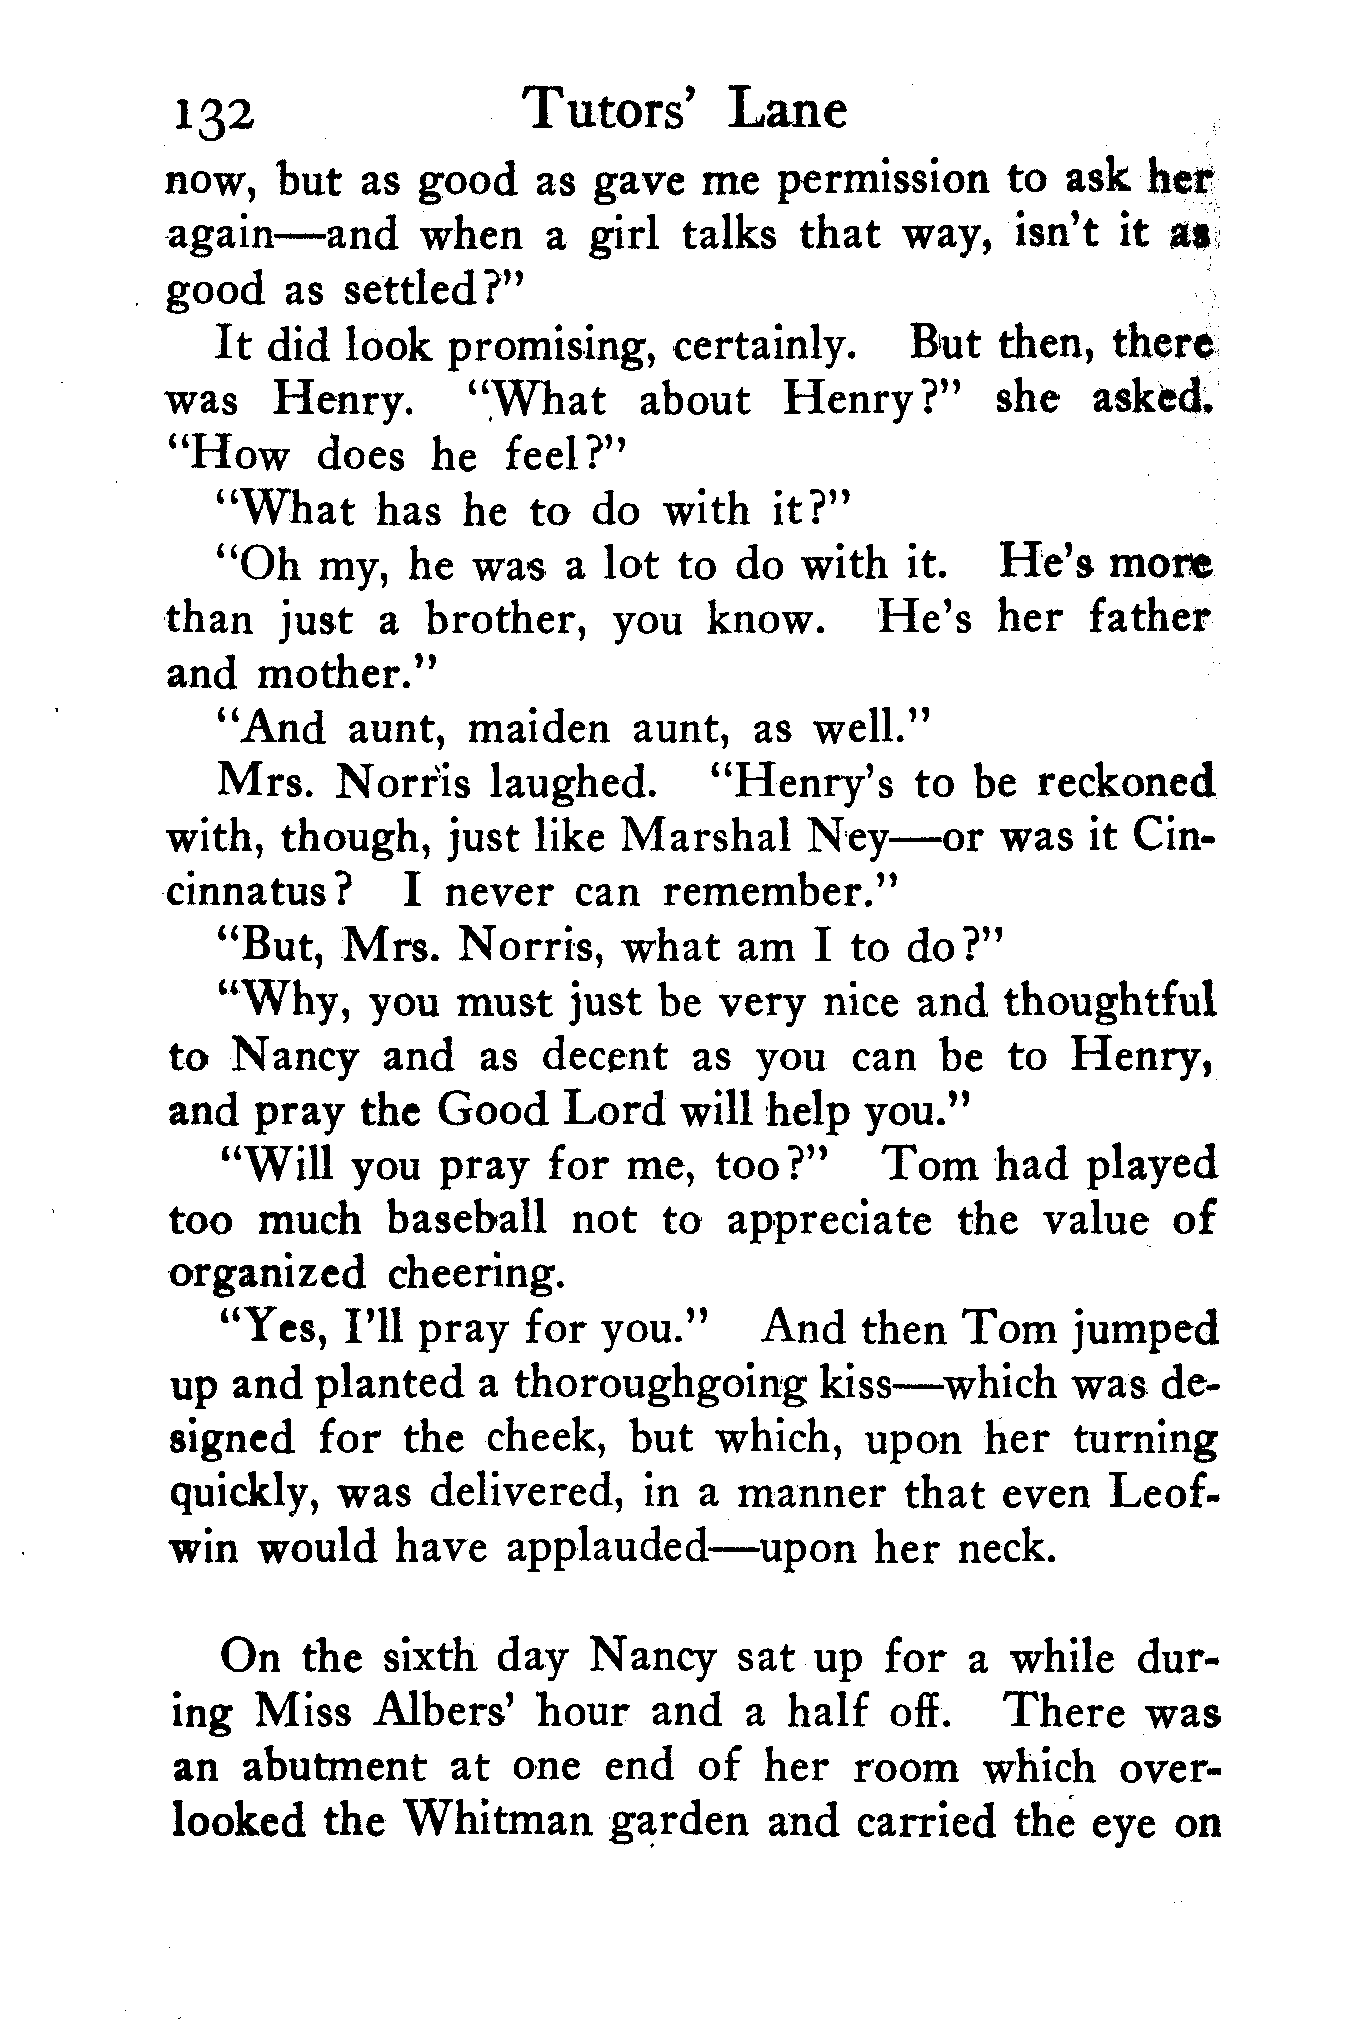 132 Tutors' Lane
now, but as good as gave me permission to ask her
again—and when a girl talks that way, isn't it as
good as settled?"
It did look promising, certainly. But then, there
was Henry. "What about Henry?" she asked.
"How does he feel?"
"What has he to do with it?"
"Oh my, he was a lot to do with it. He's more
than just a brother, you know. He's her father
and mother."
"And aunt, maiden aunt, as well."
Mrs. Norris laughed. "Henry's to be reckoned
with, though, just like Marshal Ney—or was it Cin-
cinnatus? I never can remember."
"But, Mrs. Norris, what am I to do?"
"Why, you must just be very nice and thoughtful
to Nancy and as decent as you can be to Henry,
and pray the Good Lord will help you."
"Will you pray for me, too?" Tom had played
too much baseball not to appreciate the value of
organized cheering.
"Yes, I'll pray for you." And then Tom jumped
up and planted a thoroughgoing kiss—which was de-
signed for the cheek, but which, upon her turning
quickly, was delivered, in a manner that even Leof-
win would have applauded—upon her neck.
On the sixth day Nancy sat up for a while dur-
ing Miss Albers' hour and a half off. There was
an abutment at one end of her room which over-
looked the Whitman garden and carried the eye on